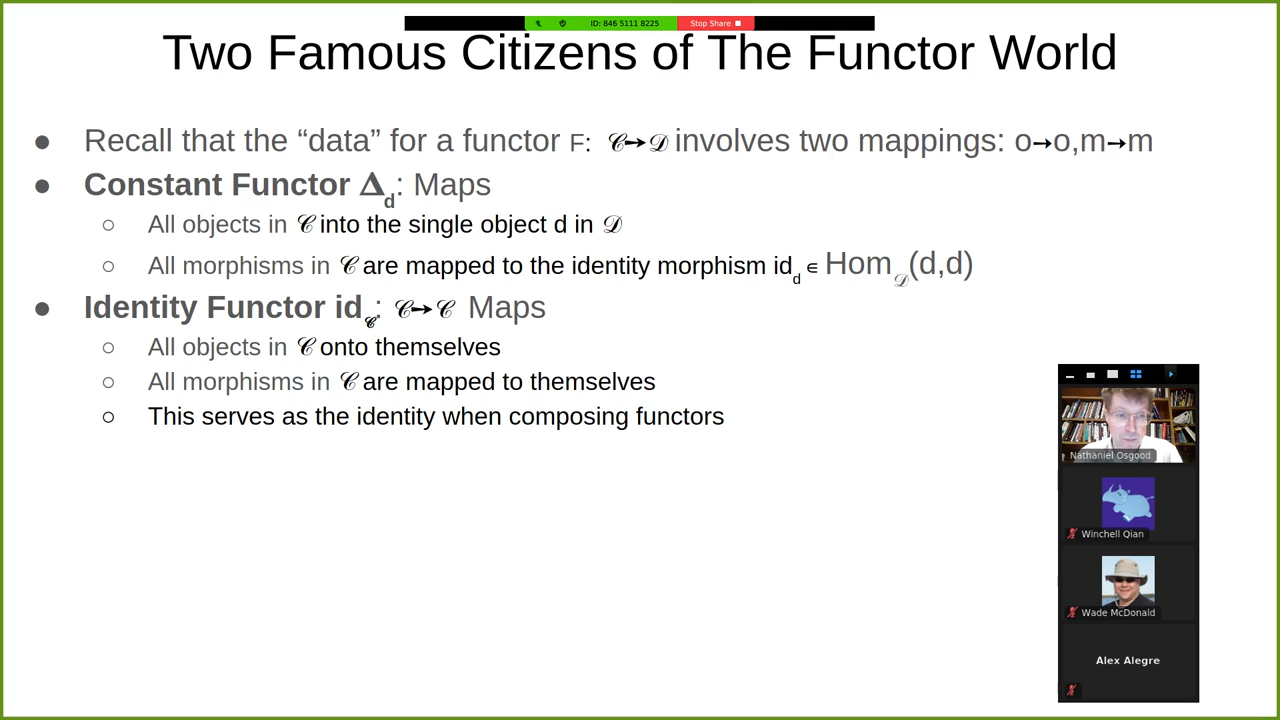 ID: 846 5111 8225 Stop Share
Two Famous Citizens of The Functor World
● Recall that the “data” for a functor F: 𝒞→𝒟 involves two mappings: o→o,m→m
● Constant Functor Δ_d: Maps
○ All objects in 𝒞 into the single object d in 𝒟
○ All morphisms in 𝒞 are mapped to the identity morphism id_d ∈ Hom_𝒟(d,d)
● Identity Functor id_𝒞: 𝒞→𝒞 Maps
○ All objects in 𝒞 onto themselves
○ All morphisms in 𝒞 are mapped to themselves
○ This serves as the identity when composing functors
Nathaniel Osgood
Winchell Qian
Wade McDonald
Alex Alegre